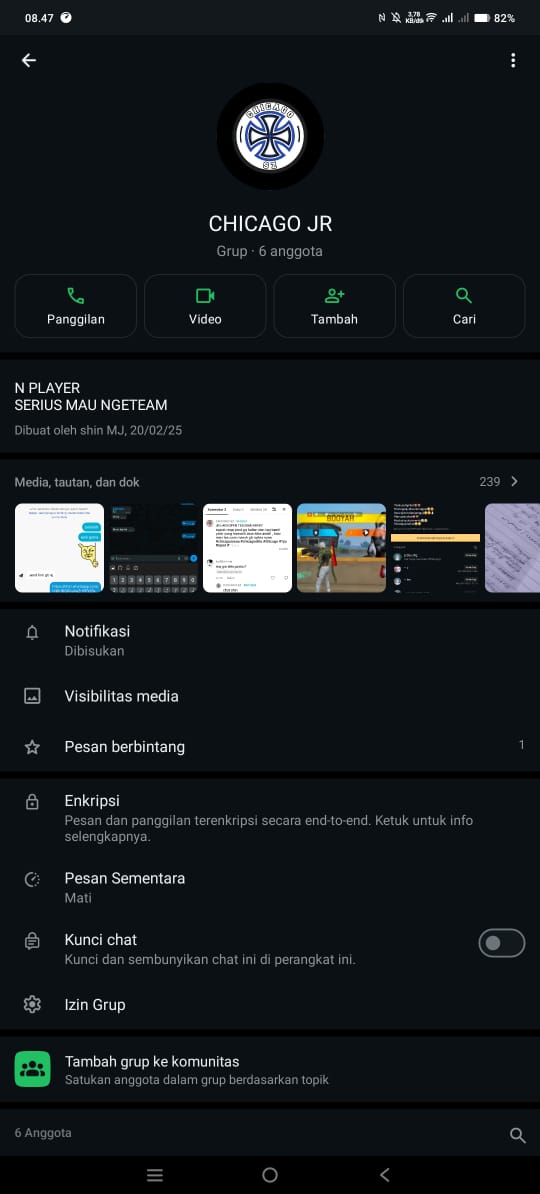 08.47
3,78
KB/dtk
82%
CHICAGO
SZ
CHICAGO JR
Grup · 6 anggota
Panggilan
Video
Tambah
Cari
N PLAYER
SERIUS MAU NGETEAM
Dibuat oleh shin MJ, 20/02/25
Media, tautan, dan dok
239
BOOYAH
Notifikasi
Dibisukan
Visibilitas media
Pesan berbintang
1
Enkripsi
Pesan dan panggilan terenkripsi secara end-to-end. Ketuk untuk info
selengkapnya.
Pesan Sementara
Mati
Kunci chat
Kunci dan sembunyikan chat ini di perangkat ini.
Izin Grup
Tambah grup ke komunitas
Satukan anggota dalam grup berdasarkan topik
6 Anggota